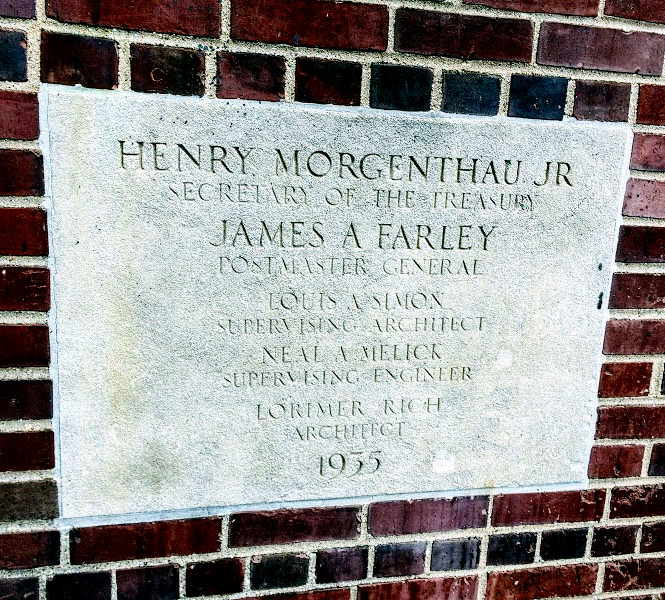 HENRY MORGENTHAU JR
SECRETARY OF THE TREASURY
JAMES A FARLEY
POSTMASTER GENERAL
LOUIS A SIMON
SUPERVISING ARCHITECT
NEAL A MELICK
SUPERVISING ENGINEER
LORIMER RICH
ARCHITECT
1935